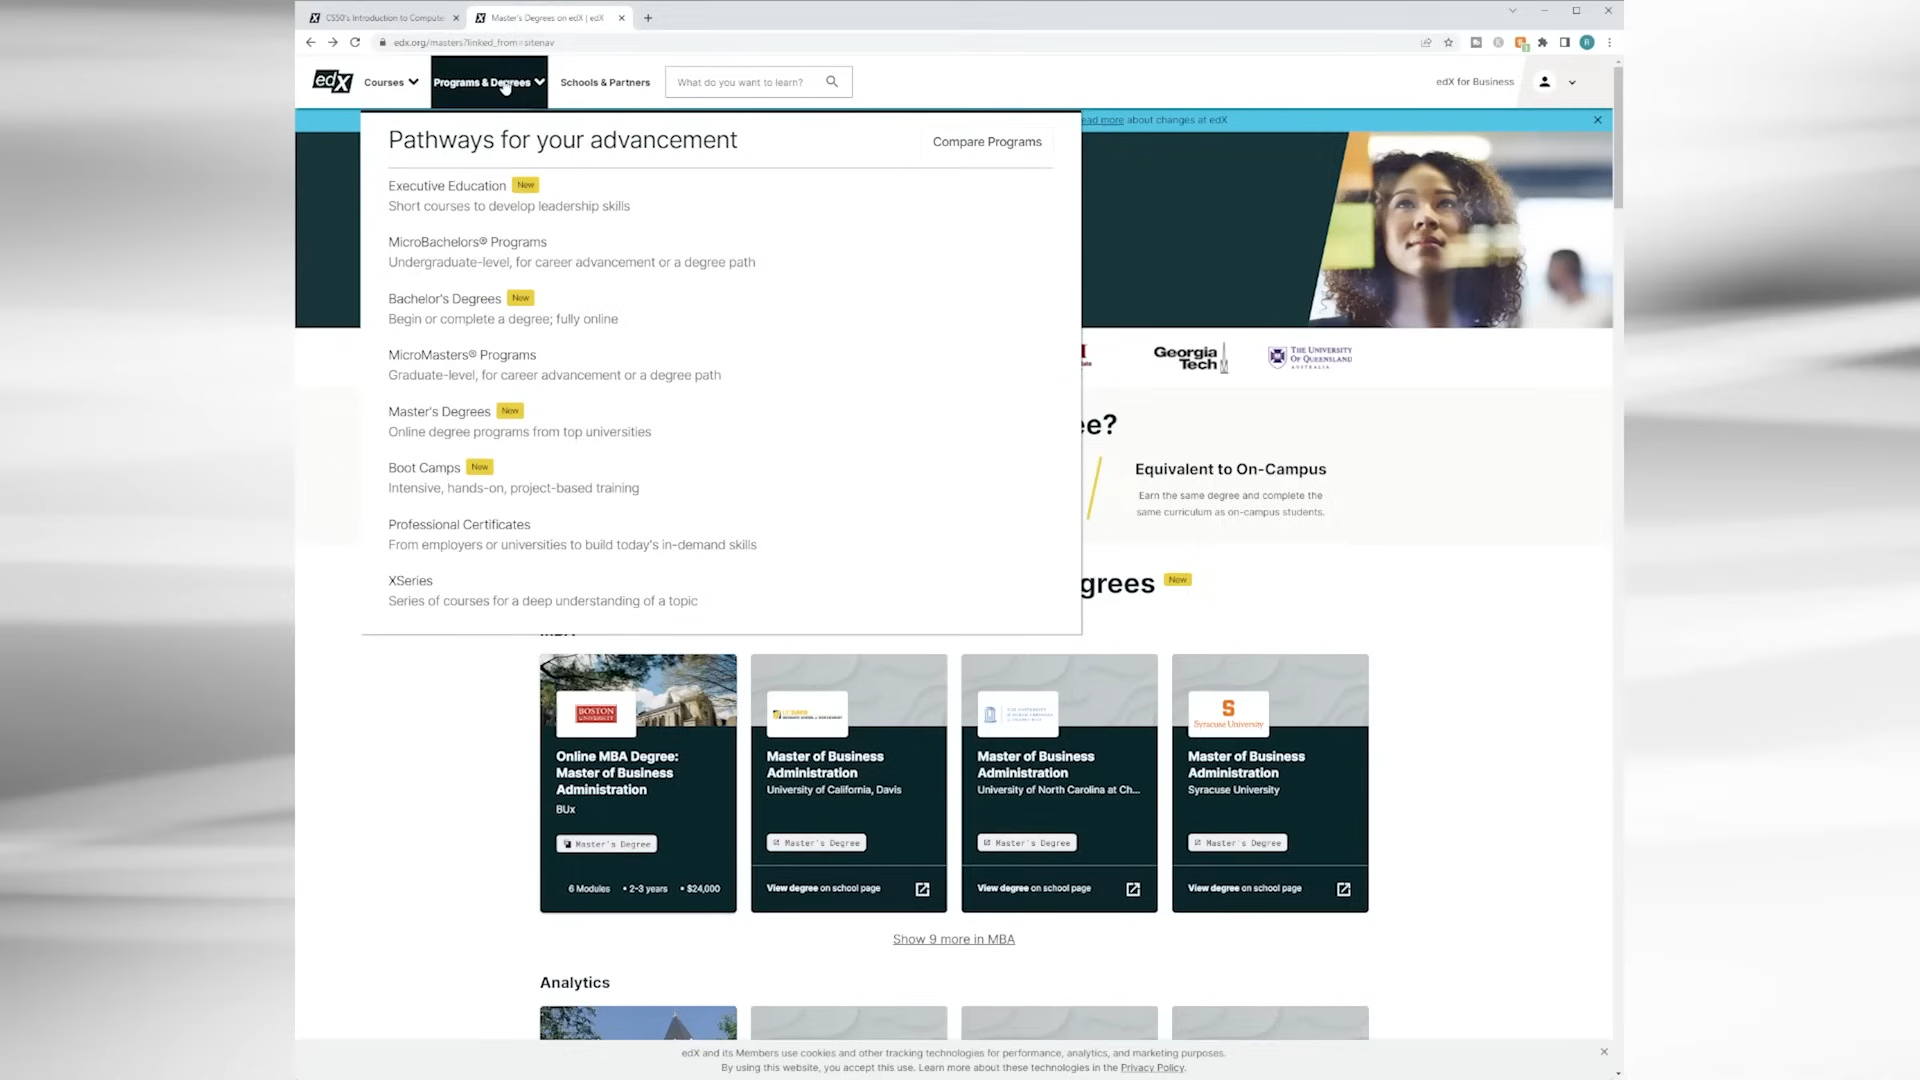 CS50's Introduction to Compute
Master's Degrees on edX | edX
edx.org/masters?linked_from=sitenav
edX
Courses
Programs & Degrees
Schools & Partners
What do you want to learn?
edX for Business
ead more about changes at edX
Pathways for your advancement
Compare Programs
Executive Education New
Short courses to develop leadership skills
MicroBachelors® Programs
Undergraduate-level, for career advancement or a degree path
Bachelor's Degrees New
Begin or complete a degree; fully online
MicroMasters® Programs
Graduate-level, for career advancement or a degree path
Master's Degrees New
Online degree programs from top universities
Boot Camps New
Intensive, hands-on, project-based training
Professional Certificates
From employers or universities to build today's in-demand skills
XSeries
Series of courses for a deep understanding of a topic
Georgia
Tech
THE UNIVERSITY
OF QUEENSLAND
AUSTRALIA
ee?
Equivalent to On-Campus
Earn the same degree and complete the
same curriculum as on-campus students.
grees New
BOSTON
UNIVERSITY
Online MBA Degree:
Master of Business
Administration
BUx
Master's Degree
6 Modules • 2-3 years • $24,000
UC DAVIS
Master of Business
Administration
University of California, Davis
Master's Degree
View degree on school page
Master of Business
Administration
University of North Carolina at Ch...
Master's Degree
View degree on school page
S
Syracuse University
Master of Business
Administration
Syracuse University
Master's Degree
View degree on school page
Show 9 more in MBA
Analytics
edX and its Members use cookies and other tracking technologies for performance, analytics, and marketing purposes.
By using this website, you accept this use. Learn more about these technologies in the Privacy Policy.